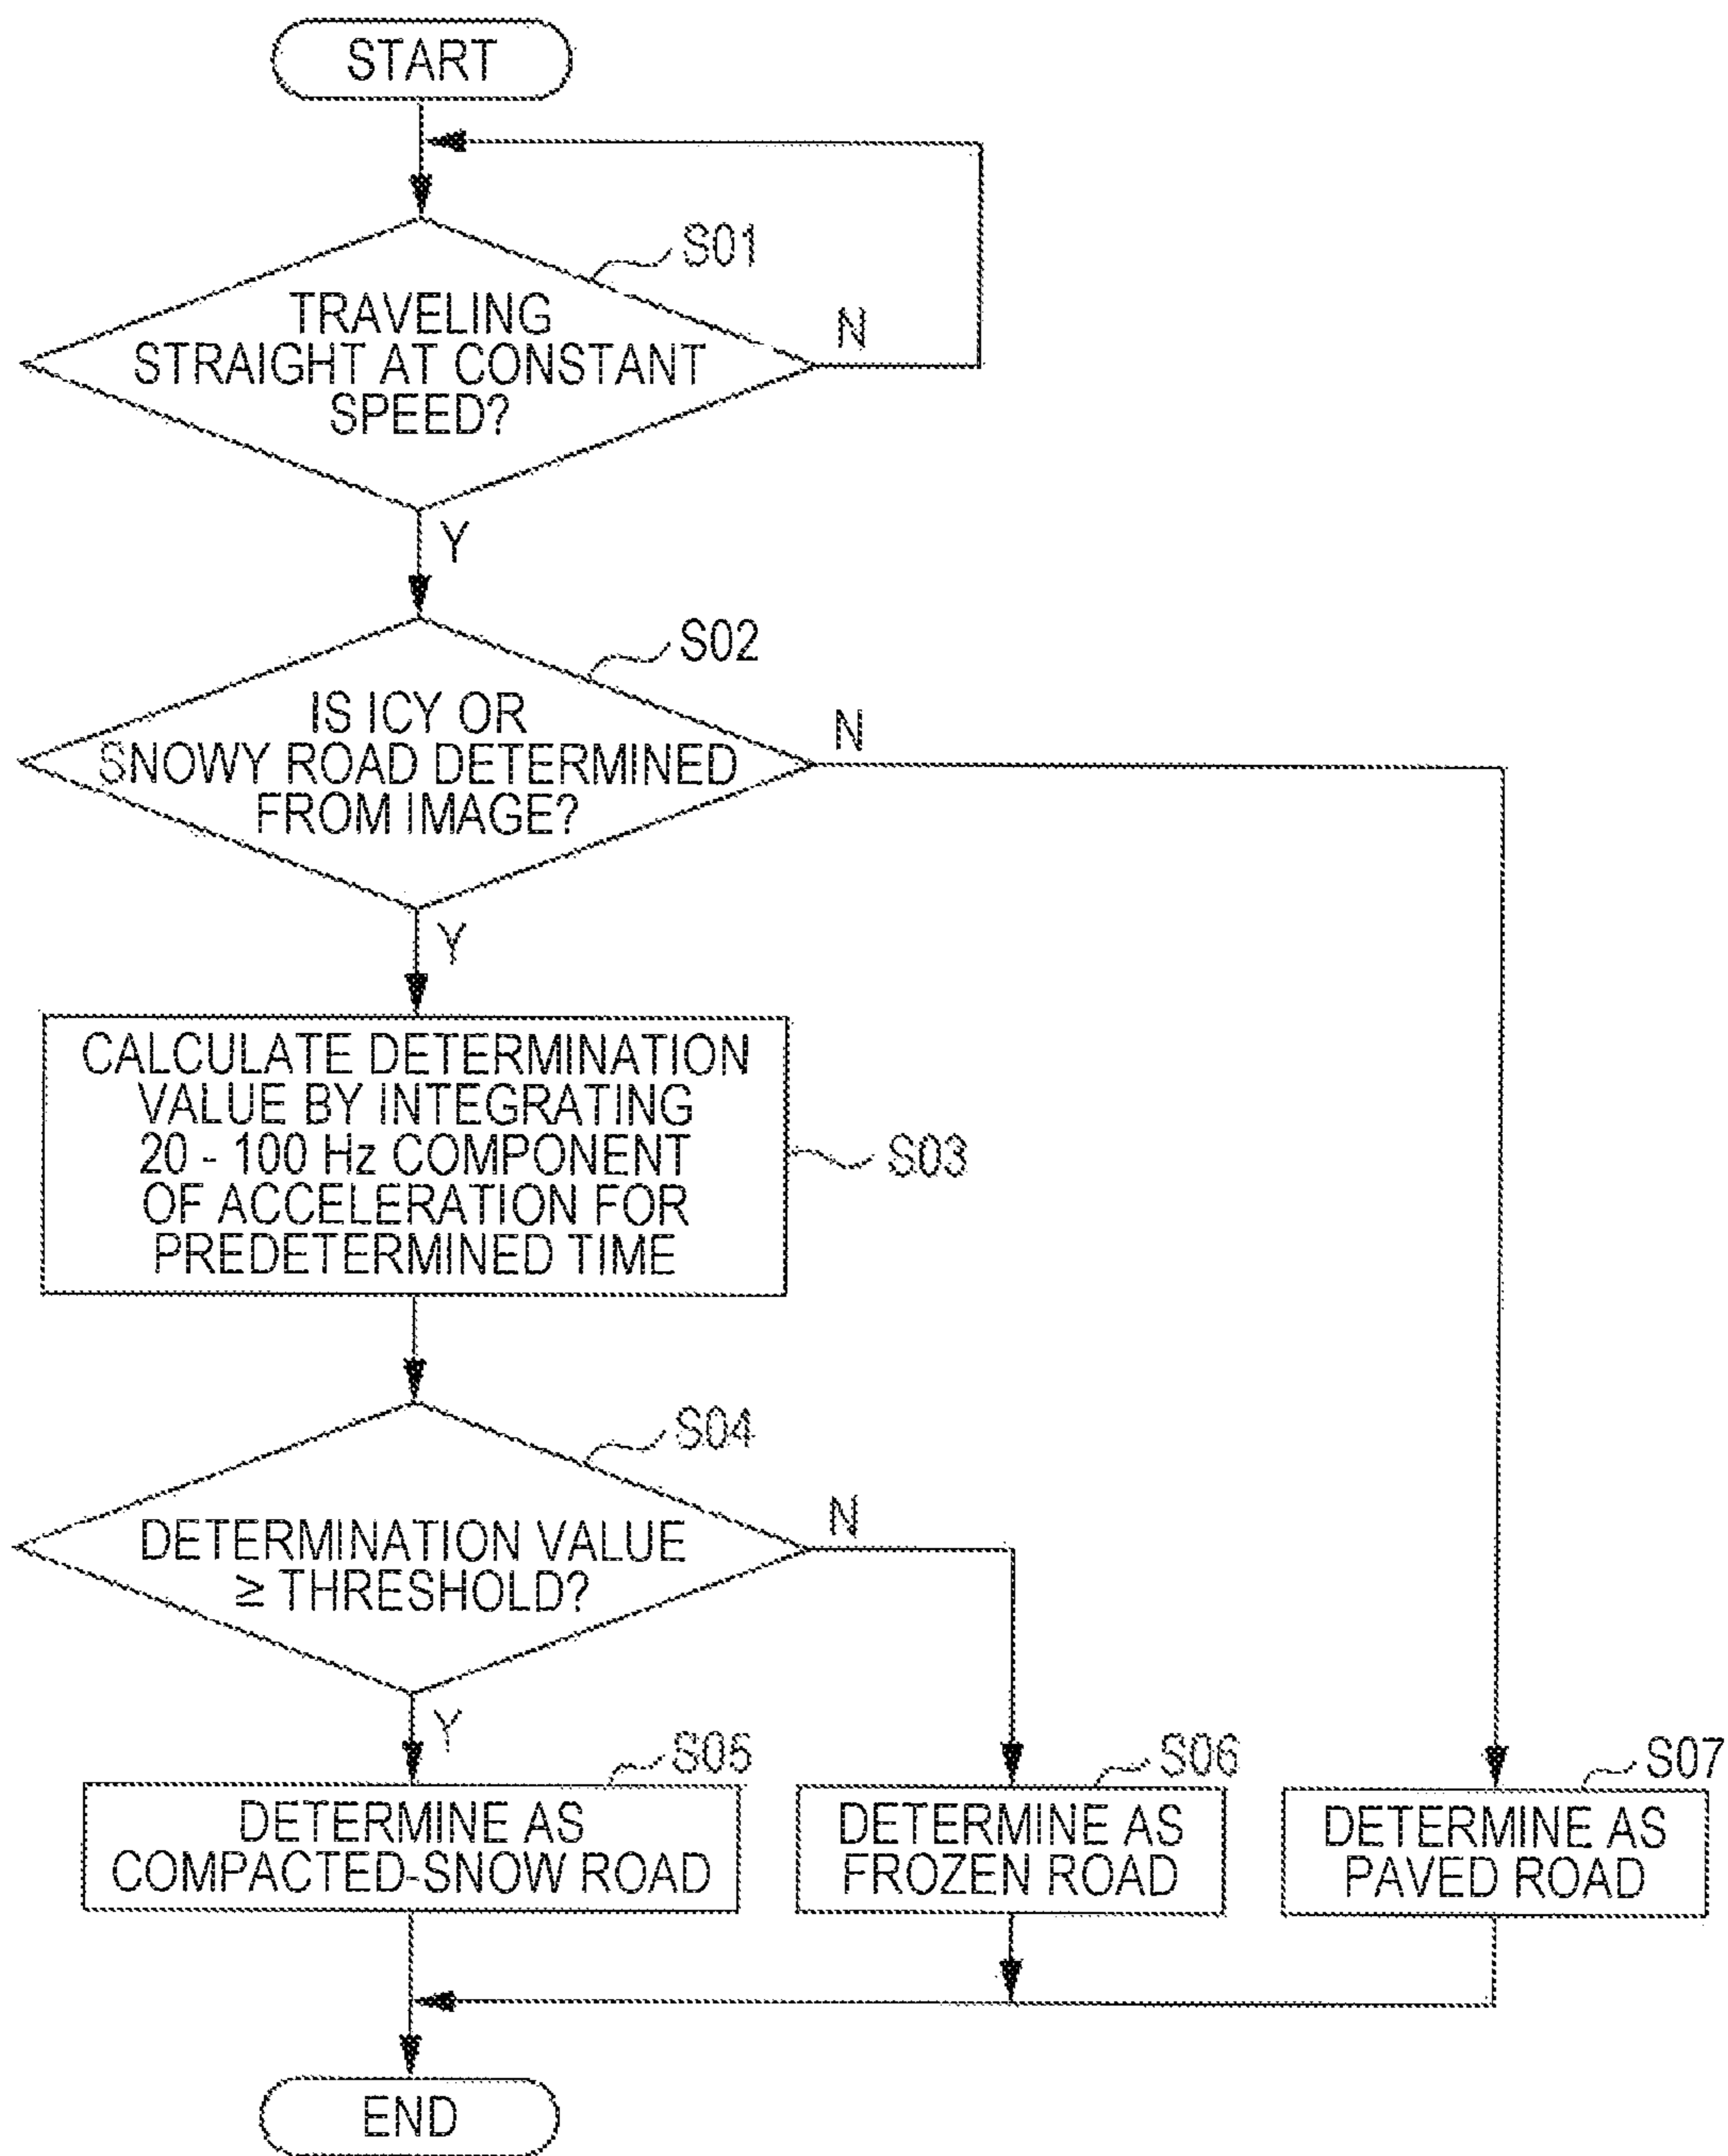 START
S01
TRAVELING
STRAIGHT AT CONSTANT
SPEED?
N
Y
S02
IS ICY OR
SNOWY ROAD DETERMINED
FROM IMAGE?
N
Y
CALCULATE DETERMINATION
VALUE BY INTEGRATING
20 - 100 Hz COMPONENT
OF ACCELERATION FOR
PREDETERMINED TIME
S03
S04
DETERMINATION VALUE
≥ THRESHOLD?
N
Y
S05
DETERMINE AS
COMPACTED-SNOW ROAD
S06
DETERMINE AS
FROZEN ROAD
S07
DETERMINE AS
PAVED ROAD
END